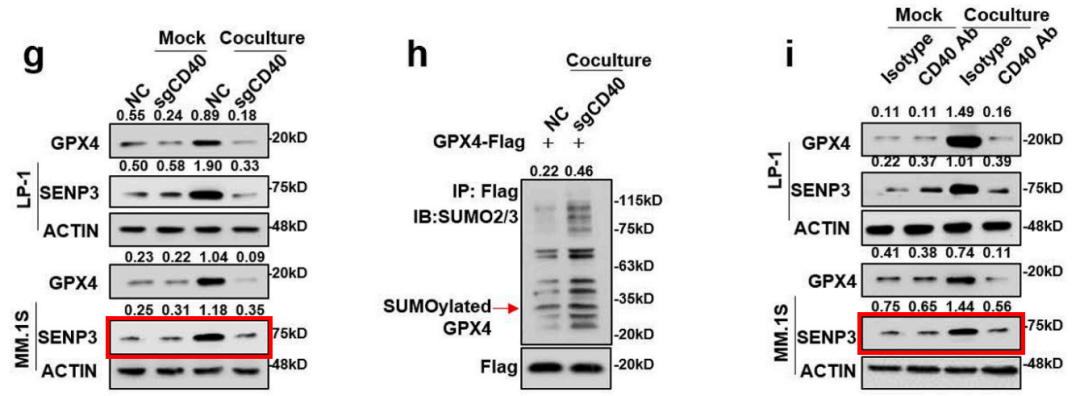 g
Mock Coculture
NC sgCD40 NC sgCD40
0.55 0.24 0.89 0.18
GPX4 -20kD
0.50 0.58 1.90 0.33
LP-1
SENP3 -75kD
ACTIN -48kD
0.23 0.22 1.04 0.09
GPX4 -20kD
0.25 0.31 1.18 0.35
MM.1S
SENP3 75kD
ACTIN -48kD
h
Coculture
NC sgCD40
GPX4-Flag + +
0.22 0.46
IP: Flag -115kD
IB:SUMO2/3
-75kD
-63kD
SUMOylated -35kD
GPX4
-20kD
Flag -20kD
i
Mock Coculture
Isotype CD40 Ab Isotype CD40 Ab
0.11 0.11 1.49 0.16
GPX4 -20kD
0.22 0.37 1.01 0.39
LP-1
SENP3 -75kD
ACTIN -48kD
0.41 0.38 0.74 0.11
GPX4 -20kD
0.75 0.65 1.44 0.56
MM.1S
SENP3 -75kD
ACTIN -48kD